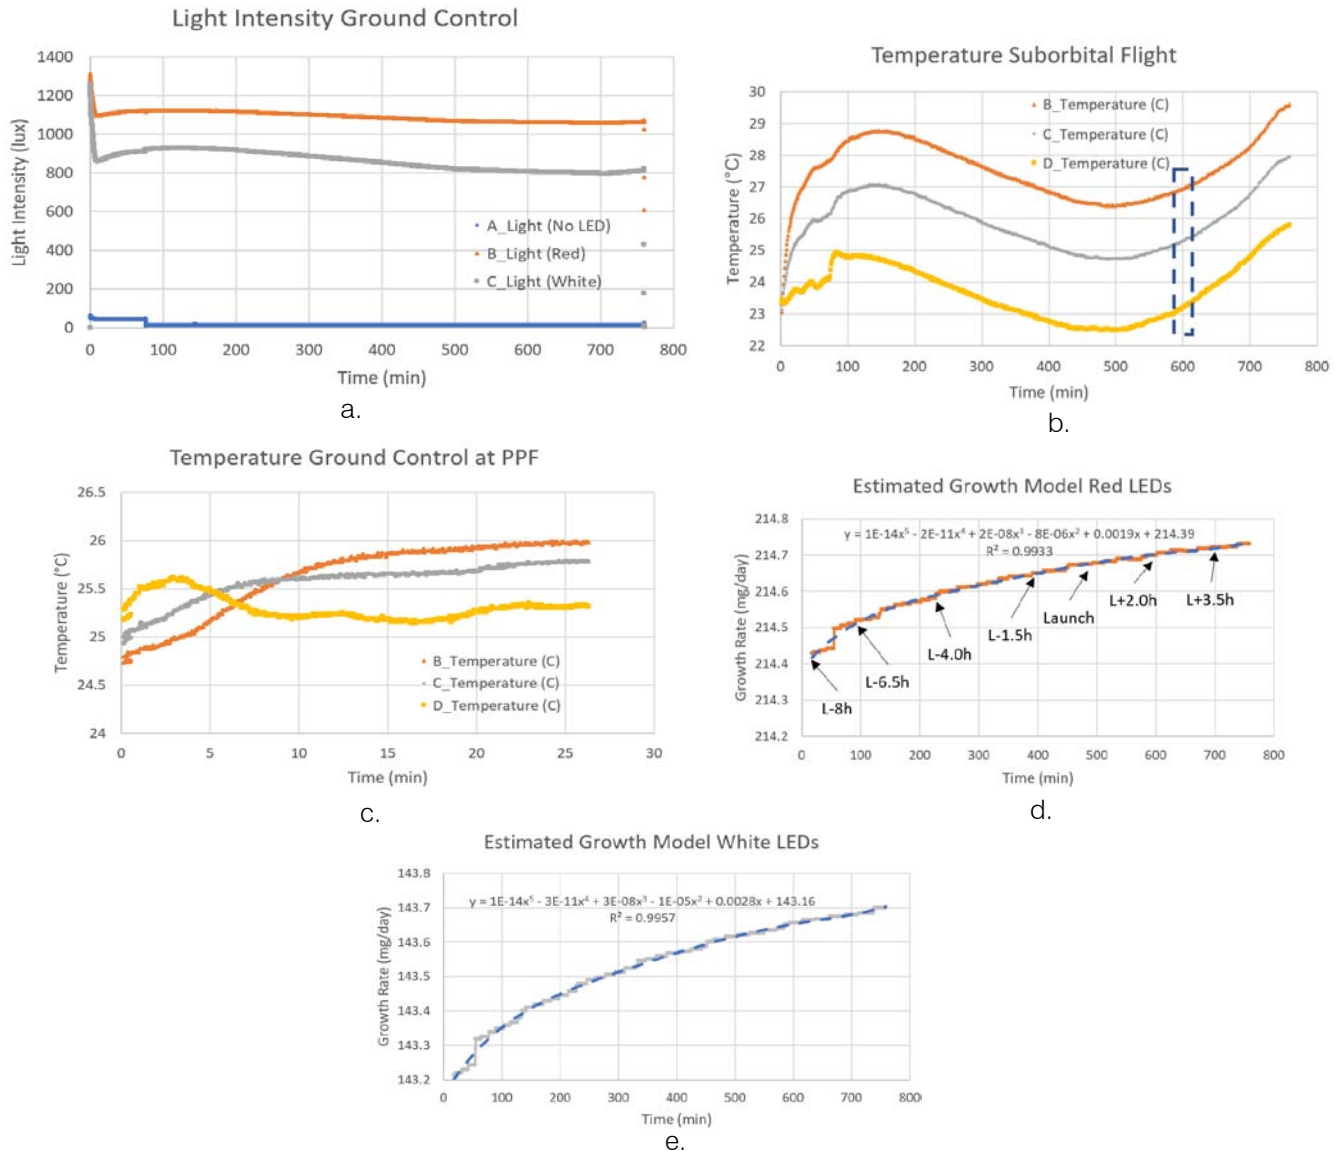 Light Intensity Ground Control
1400
1200
1000
800
600
400
200
0
Light Intensity (lux)
A_Light (No LED)
B_Light (Red)
C_Light (White)
0 100 200 300 400 500 600 700 800
Time (min)
a.
Temperature Suborbital Flight
30
29
28
27
26
25
24
23
22
Temperature (°C)
B_Temperature (C)
C_Temperature (C)
D_Temperature (C)
0 100 200 300 400 500 600 700 800
Time (min)
b.
Temperature Ground Control at PPF
26.5
26
25.5
25
24.5
24
Temperature (°C)
B_Temperature (C)
C_Temperature (C)
D_Temperature (C)
0 5 10 15 20 25 30
Time (min)
c.
Estimated Growth Model Red LEDs
214.8
214.7
214.6
214.5
214.4
214.3
214.2
Growth Rate (mg/day)
y = 1E-14x⁵ - 2E-11x⁴ + 2E-08x³ - 8E-06x² + 0.0019x + 214.39
R² = 0.9933
L-8h
L-6.5h
L-4.0h
L-1.5h
Launch
L+2.0h
L+3.5h
0 100 200 300 400 500 600 700 800
Time (min)
d.
Estimated Growth Model White LEDs
143.8
143.7
143.6
143.5
143.4
143.3
143.2
Growth Rate (mg/day)
y = 1E-14x⁵ - 3E-11x⁴ + 3E-08x³ - 1E-05x² + 0.0028x + 143.16
R² = 0.9957
0 100 200 300 400 500 600 700 800
Time (min)
e.